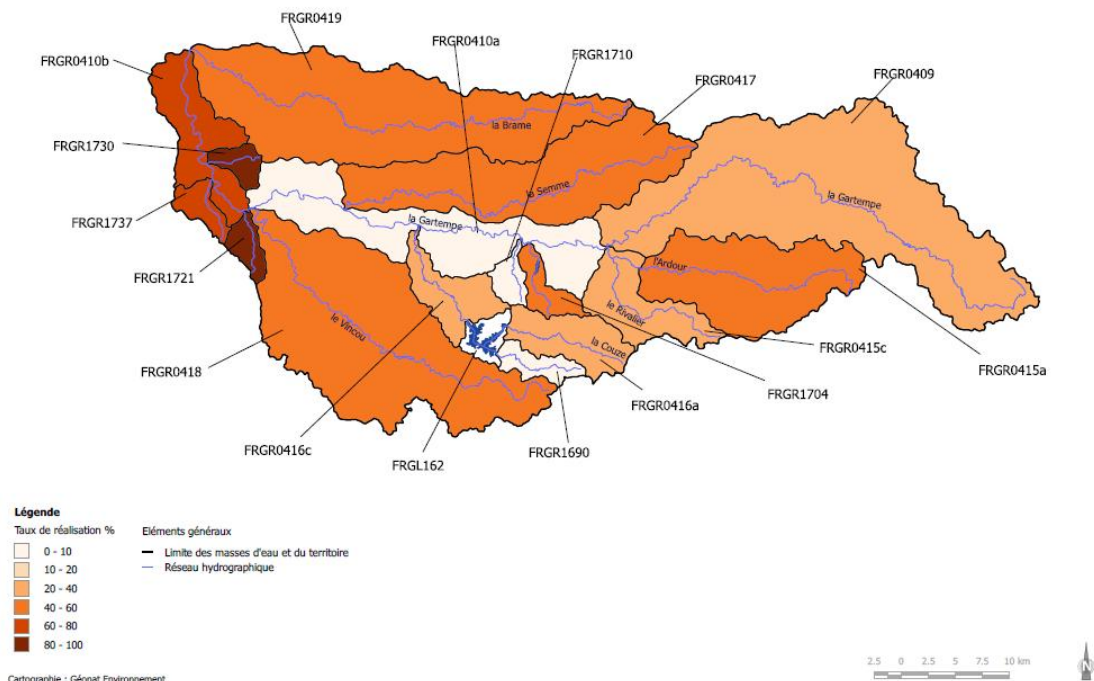 FRGR0419
FRGR0410a
FRGR1710
FRGR0410b
FRGR0417
FRGR0409
la Brame
FRGR1730
la Semme
la Gartempe
FRGR1737
la Gartempe
l'Ardour
FRGR1721
le Rivalier
le Vincou
la Couze
FRGR0415c
FRGR0418
FRGR0415a
FRGR1704
FRGR0416a
FRGR0416c
FRGR1690
FRGL162
Légende
Taux de réalisation %
0 - 10
10 - 20
20 - 40
40 - 60
60 - 80
80 - 100
Eléments généraux
Limite des masses d'eau et du territoire
Réseau hydrographique
2.5 0 2.5 5 7.5 10 km
N
Cartographie : Géonat Environnement